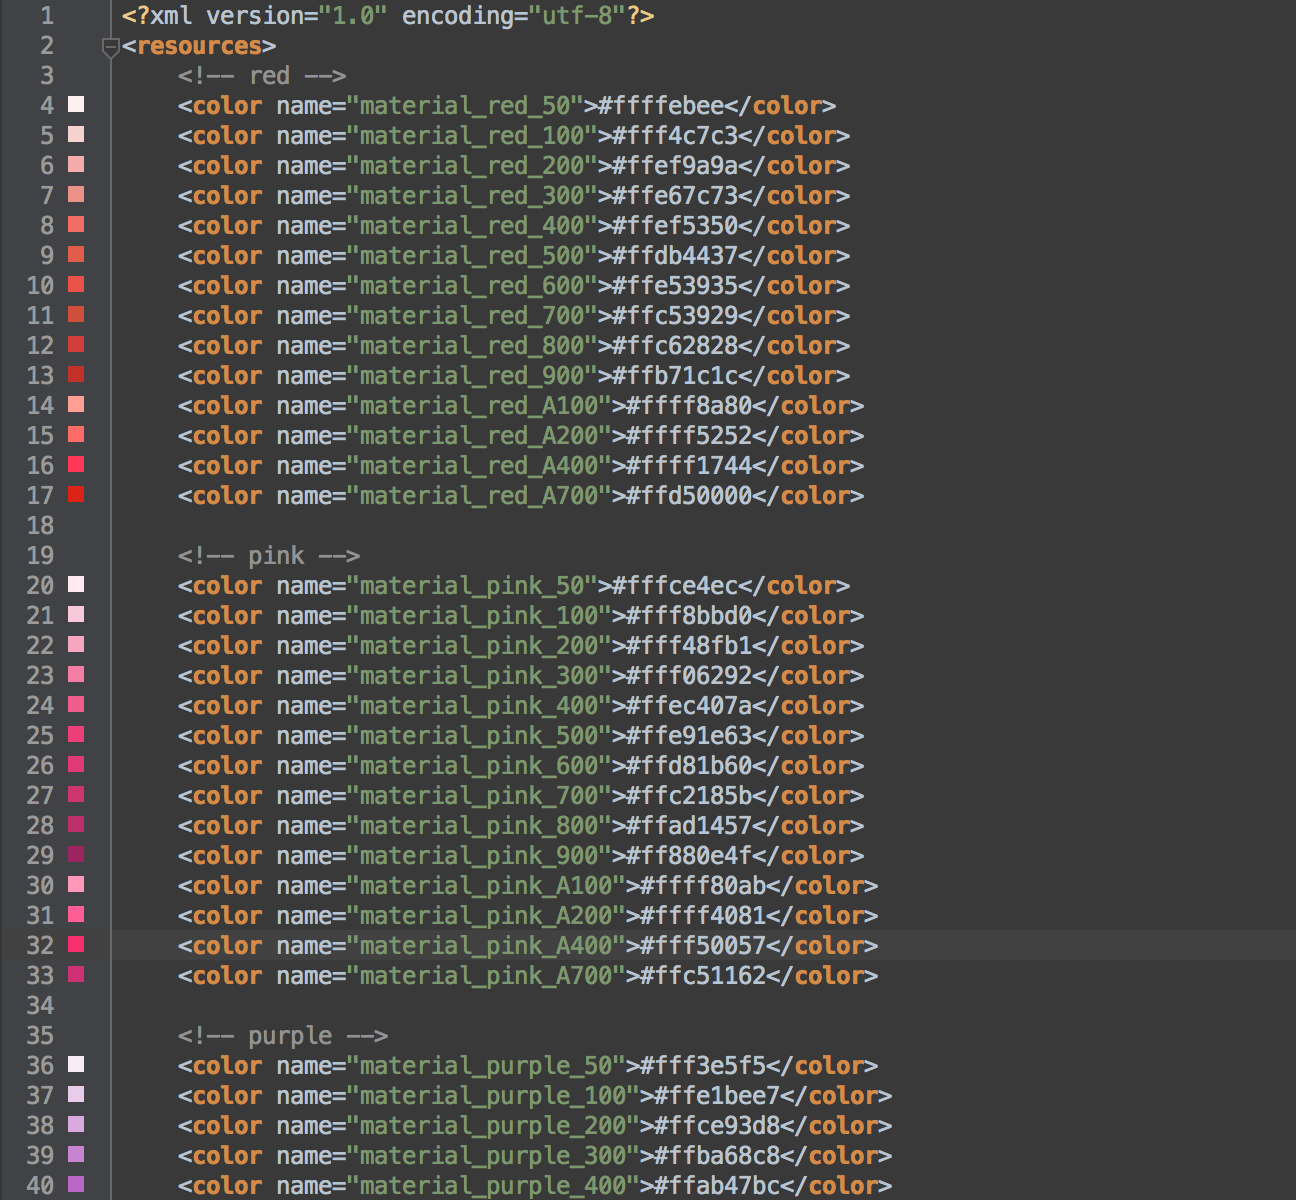 1 <?xml version="1.0" encoding="utf-8"?>
2 <resources>
3 <!-- red -->
4 <color name="material_red_50">#ffffebee</color>
5 <color name="material_red_100">#fff4c7c3</color>
6 <color name="material_red_200">#ffef9a9a</color>
7 <color name="material_red_300">#ffe67c73</color>
8 <color name="material_red_400">#ffef5350</color>
9 <color name="material_red_500">#ffdb4437</color>
10 <color name="material_red_600">#ffe53935</color>
11 <color name="material_red_700">#ffc53929</color>
12 <color name="material_red_800">#ffc62828</color>
13 <color name="material_red_900">#ffb71c1c</color>
14 <color name="material_red_A100">#ffff8a80</color>
15 <color name="material_red_A200">#ffff5252</color>
16 <color name="material_red_A400">#ffff1744</color>
17 <color name="material_red_A700">#ffd50000</color>
18
19 <!-- pink -->
20 <color name="material_pink_50">#fffce4ec</color>
21 <color name="material_pink_100">#fff8bbd0</color>
22 <color name="material_pink_200">#fff48fb1</color>
23 <color name="material_pink_300">#fff06292</color>
24 <color name="material_pink_400">#ffec407a</color>
25 <color name="material_pink_500">#ffe91e63</color>
26 <color name="material_pink_600">#ffd81b60</color>
27 <color name="material_pink_700">#ffc2185b</color>
28 <color name="material_pink_800">#ffad1457</color>
29 <color name="material_pink_900">#ff880e4f</color>
30 <color name="material_pink_A100">#ffff80ab</color>
31 <color name="material_pink_A200">#ffff4081</color>
32 <color name="material_pink_A400">#fff50057</color>
33 <color name="material_pink_A700">#ffc51162</color>
34
35 <!-- purple -->
36 <color name="material_purple_50">#fff3e5f5</color>
37 <color name="material_purple_100">#ffe1bee7</color>
38 <color name="material_purple_200">#ffce93d8</color>
39 <color name="material_purple_300">#ffba68c8</color>
40 <color name="material_purple_400">#ffab47bc</color>